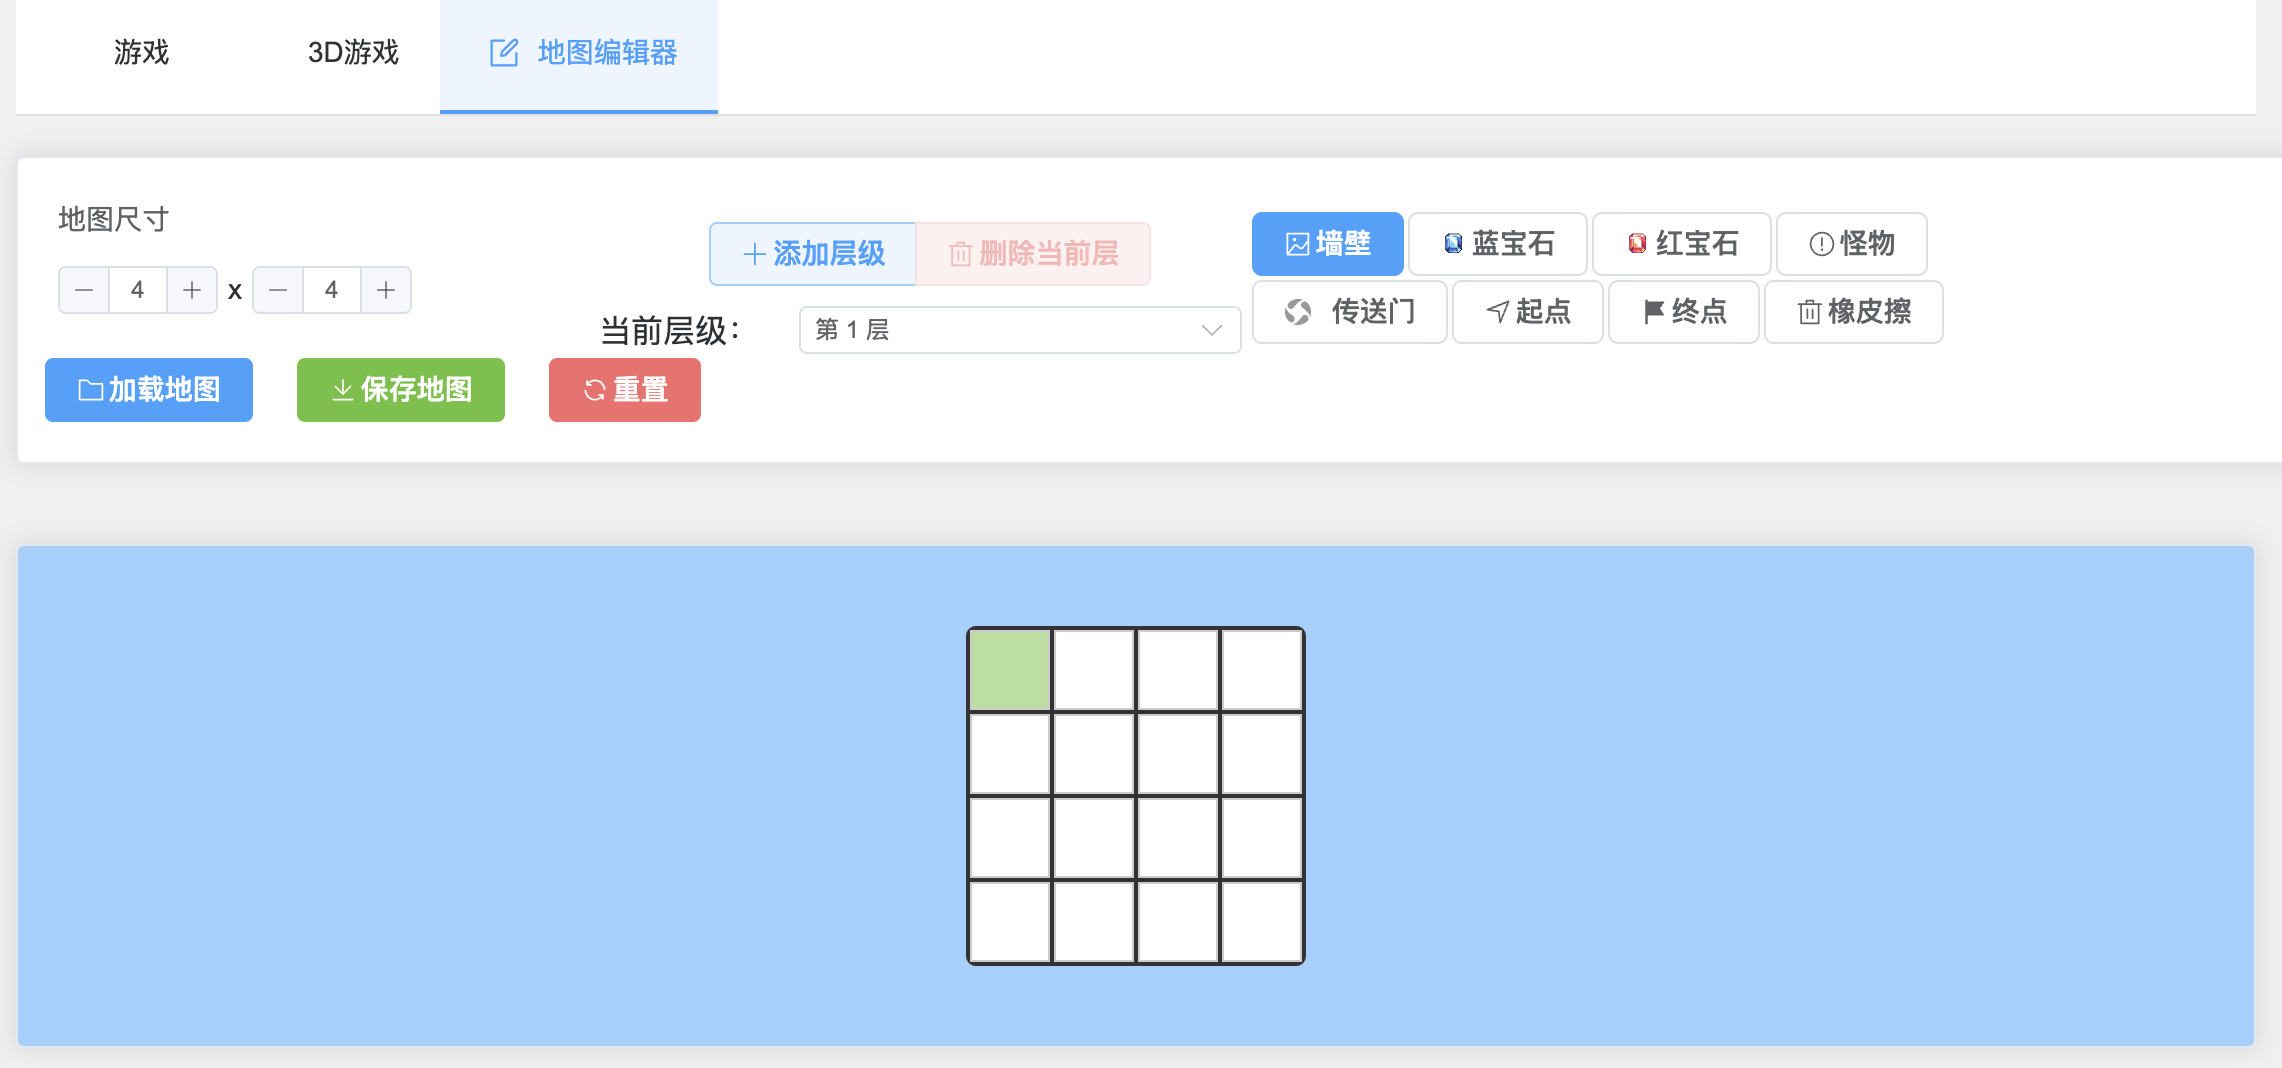 游戏
3D游戏
地图编辑器
地图尺寸
4 x 4
加载地图
保存地图
重置
添加层级
删除当前层
当前层级：
第 1 层
墙壁
蓝宝石
红宝石
怪物
传送门
起点
终点
橡皮擦